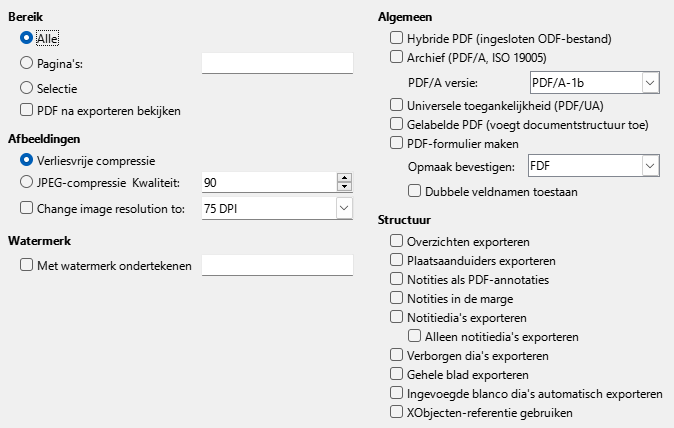 Bereik
Alle
Pagina's:
Selectie
PDF na exporteren bekijken
Afbeeldingen
Verliesvrije compressie
JPEG-compressie Kwaliteit: 90
Change image resolution to: 75 DPI
Watermerk
Met watermerk ondertekenen
Algemeen
Hybride PDF (ingesloten ODF-bestand)
Archief (PDF/A, ISO 19005)
PDF/A versie: PDF/A-1b
Universele toegankelijkheid (PDF/UA)
Gelabelde PDF (voegt documentstructuur toe)
PDF-formulier maken
Opmaak bevestigen: FDF
Dubbele veldnamen toestaan
Structuur
Overzichten exporteren
Plaatsaanduiders exporteren
Notities als PDF-annotaties
Notities in de marge
Notitiedia's exporteren
Alleen notitiedia's exporteren
Verborgen dia's exporteren
Gehele blad exporteren
Ingevoegde blanco dia's automatisch exporteren
XObjecten-referentie gebruiken